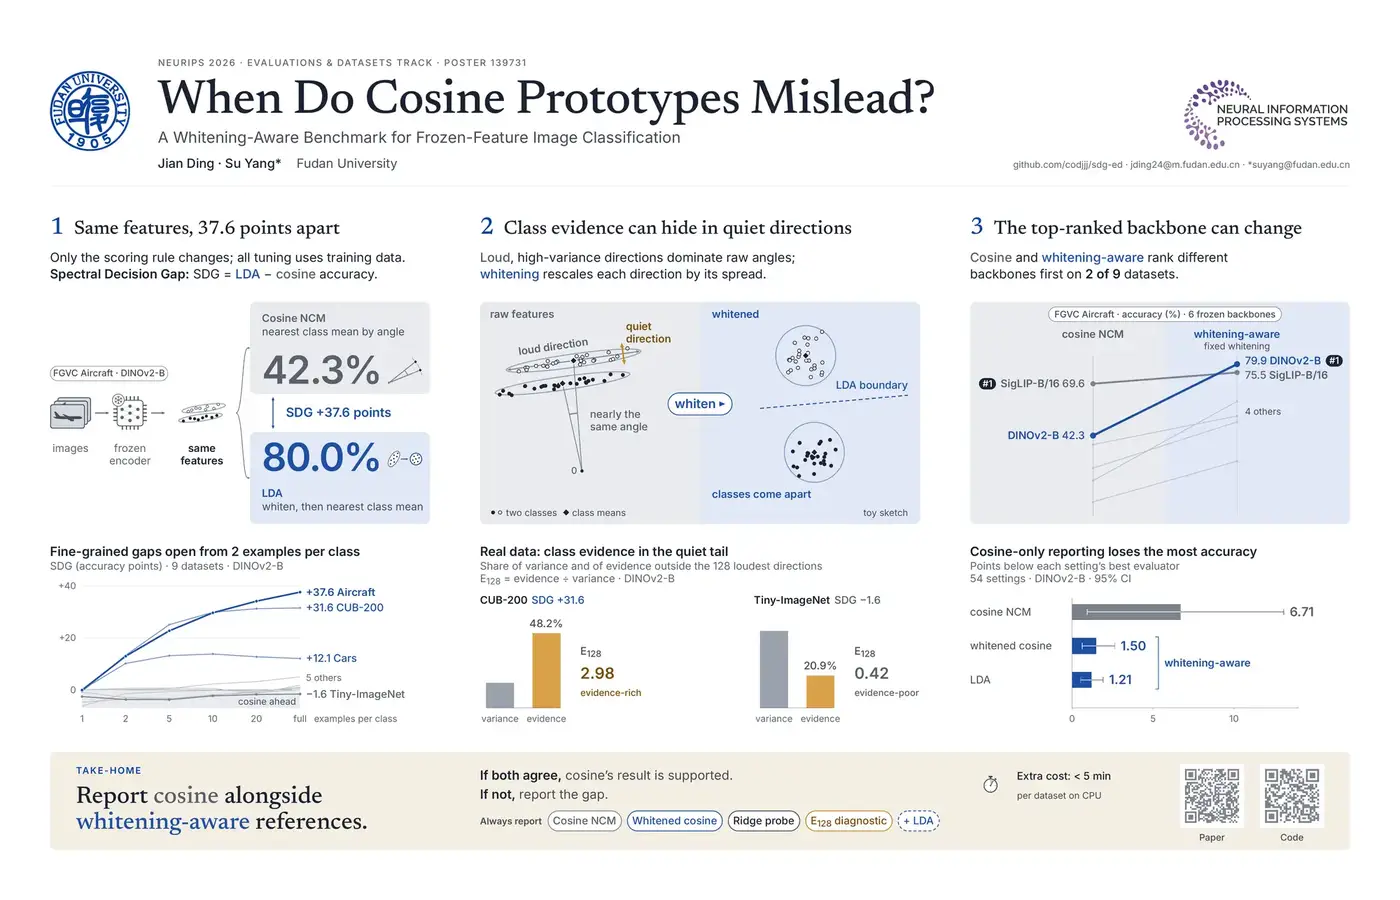 NEURIPS 2026 · EVALUATIONS & DATASETS TRACK · POSTER 139731
When Do Cosine Prototypes Mislead?
A Whitening-Aware Benchmark for Frozen-Feature Image Classification
Jian Ding · Su Yang* Fudan University
FUDAN UNIVERSITY
1905
NEURAL INFORMATION
PROCESSING SYSTEMS
github.com/codjjj/sdg-ed · jding24@m.fudan.edu.cn · *suyang@fudan.edu.cn
1 Same features, 37.6 points apart
Only the scoring rule changes; all tuning uses training data.
Spectral Decision Gap: SDG = LDA − cosine accuracy.
FGVC Aircraft · DINOv2-B
images
frozen
encoder
same
features
Cosine NCM
nearest class mean by angle
42.3%
SDG +37.6 points
80.0%
LDA
whiten, then nearest class mean
Fine-grained gaps open from 2 examples per class
SDG (accuracy points) · 9 datasets · DINOv2-B
+40
+20
0
+37.6 Aircraft
+31.6 CUB-200
+12.1 Cars
5 others
−1.6 Tiny-ImageNet
cosine ahead
1 2 5 10 20 full examples per class
2 Class evidence can hide in quiet directions
Loud, high-variance directions dominate raw angles;
whitening rescales each direction by its spread.
raw features
loud direction
quiet
direction
nearly the
same angle
0
● ○ two classes ◆ class means
whiten ▸
whitened
LDA boundary
classes come apart
toy sketch
Real data: class evidence in the quiet tail
Share of variance and of evidence outside the 128 loudest directions
E128 = evidence ÷ variance · DINOv2-B
CUB-200 SDG +31.6
48.2%
E128
2.98
evidence-rich
variance evidence
Tiny-ImageNet SDG −1.6
20.9%
E128
0.42
evidence-poor
variance evidence
3 The top-ranked backbone can change
Cosine and whitening-aware rank different
backbones first on 2 of 9 datasets.
FGVC Aircraft · accuracy (%) · 6 frozen backbones
cosine NCM
whitening-aware
fixed whitening
#1 SigLIP-B/16 69.6
DINOv2-B 42.3
79.9 DINOv2-B #1
75.5 SigLIP-B/16
4 others
Cosine-only reporting loses the most accuracy
Points below each setting's best evaluator
54 settings · DINOv2-B · 95% CI
cosine NCM 6.71
whitened cosine 1.50
LDA 1.21
whitening-aware
0 5 10
TAKE-HOME
Report cosine alongside
whitening-aware references.
If both agree, cosine's result is supported.
If not, report the gap.
Always report Cosine NCM Whitened cosine Ridge probe E128 diagnostic + LDA
Extra cost: < 5 min
per dataset on CPU
Paper
Code